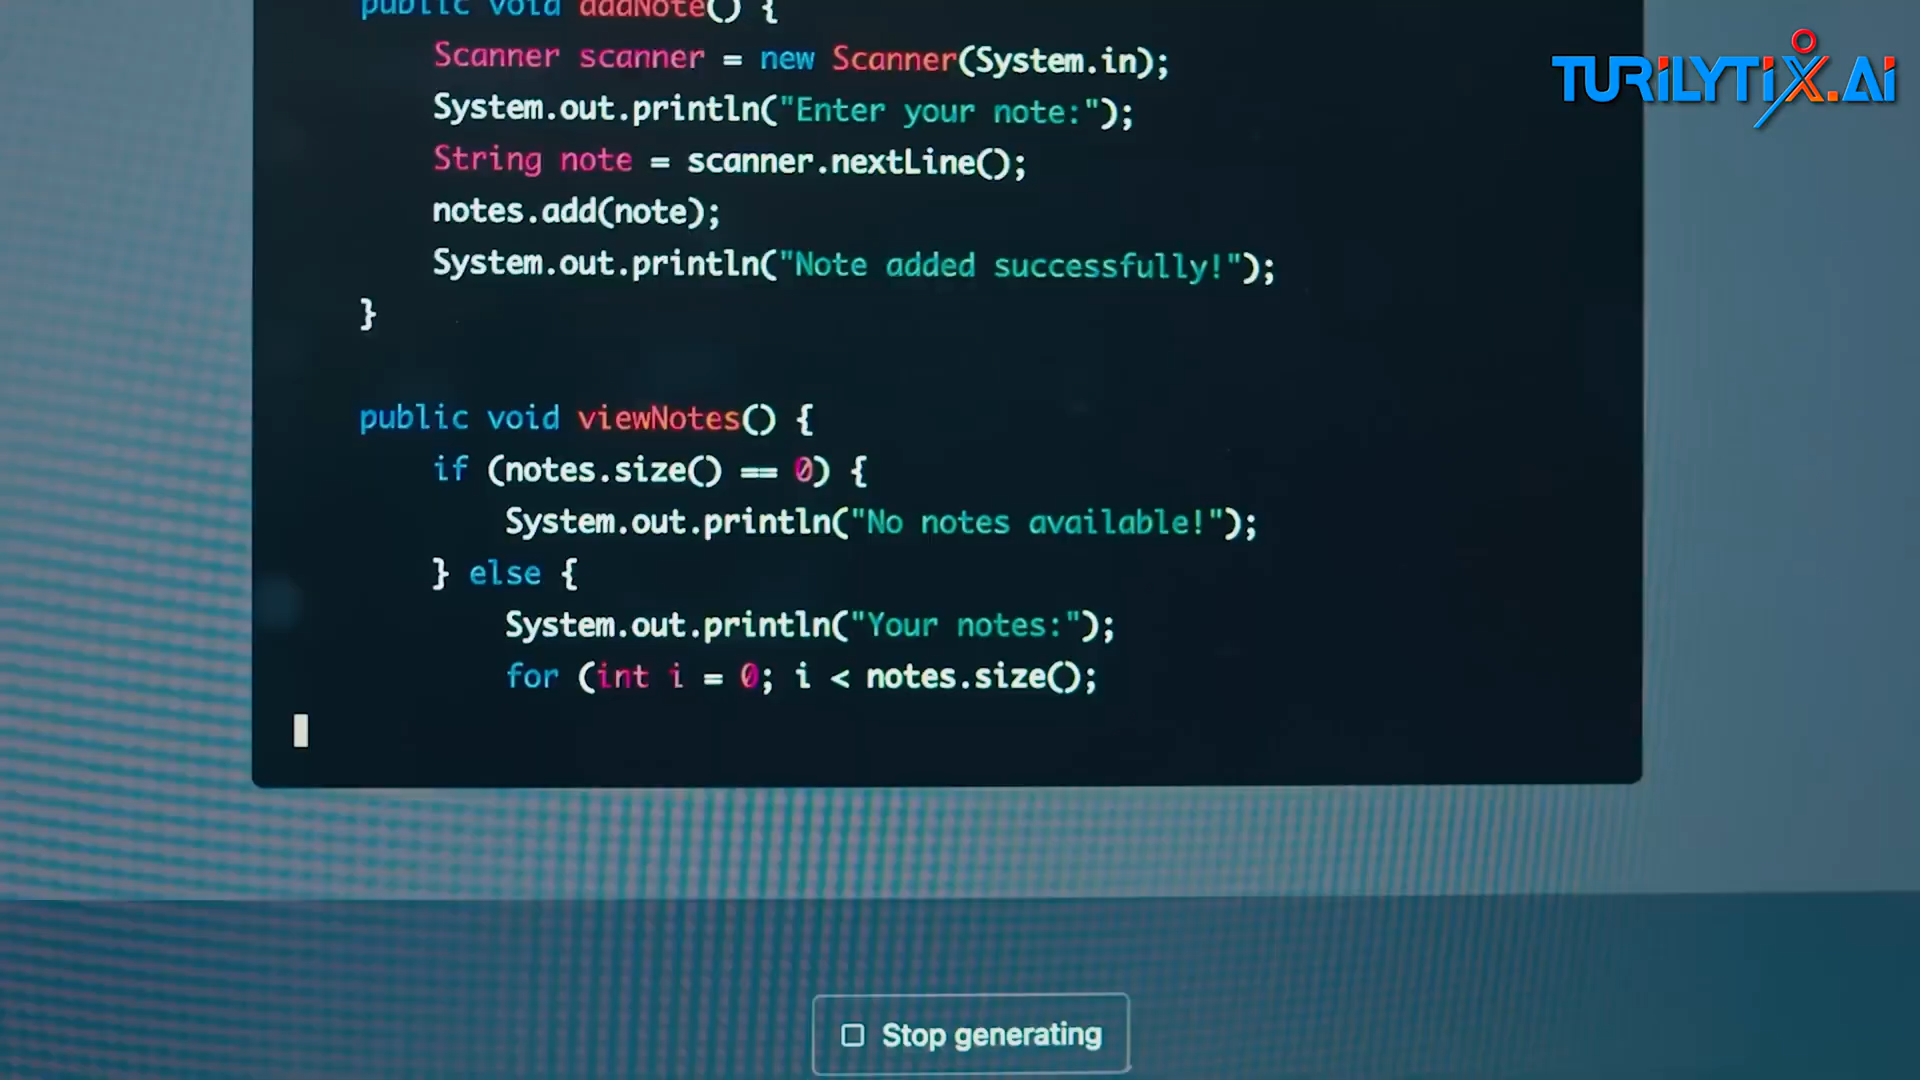 public void addNote() {
Scanner scanner = new Scanner(System.in);
System.out.println("Enter your note:");
String note = scanner.nextLine();
notes.add(note);
System.out.println("Note added successfully!");
}
public void viewNotes() {
if (notes.size() == 0) {
System.out.println("No notes available!");
} else {
System.out.println("Your notes:");
for (int i = 0; i < notes.size();
Stop generating
TURILYTIX.AI